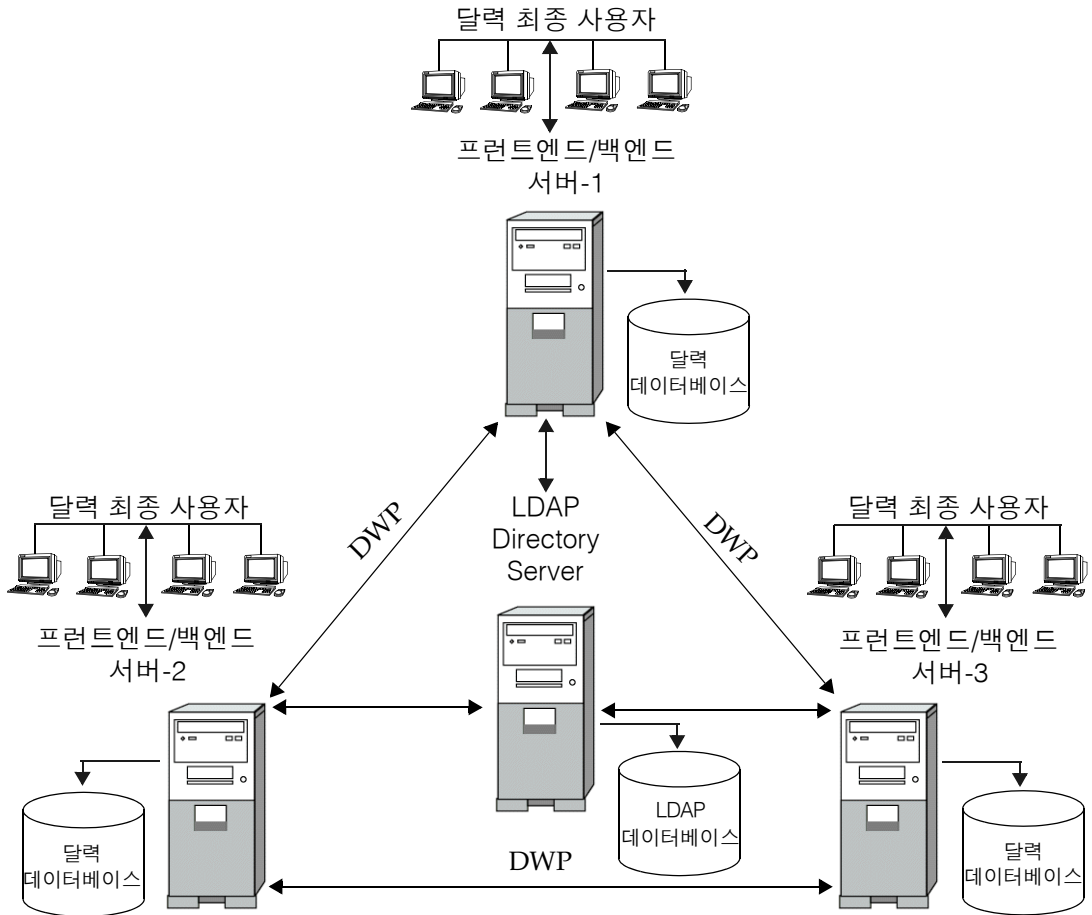 달력 최종 사용자
프런트엔드/백엔드
서버-1
달력
데이터베이스
DWP
LDAP
Directory
Server
DWP
달력 최종 사용자
프런트엔드/백엔드
서버-2
달력 최종 사용자
프런트엔드/백엔드
서버-3
달력
데이터베이스
LDAP
데이터베이스
달력
데이터베이스
DWP